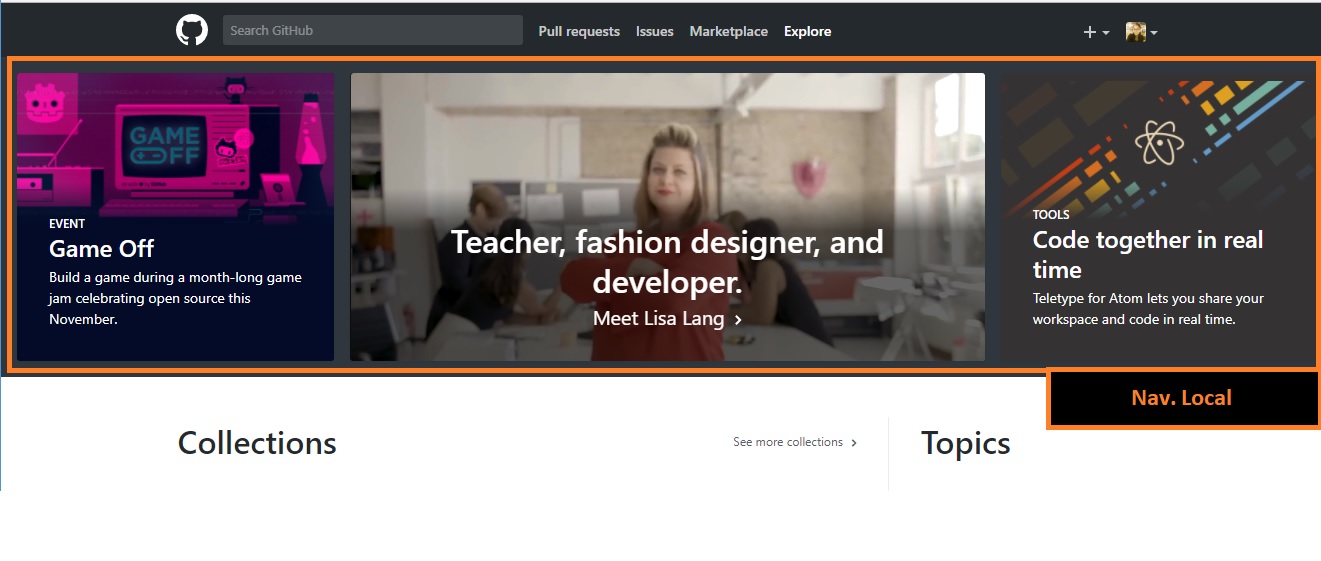 Search GitHub
Pull requests
Issues
Marketplace
Explore
GAME
OFF
EVENT
Game Off
Build a game during a month-long game
jam celebrating open source this
November.
Teacher, fashion designer, and
developer.
Meet Lisa Lang
TOOLS
Code together in real
time
Teletype for Atom lets you share your
workspace and code in real time.
Nav. Local
Collections
See more collections
Topics